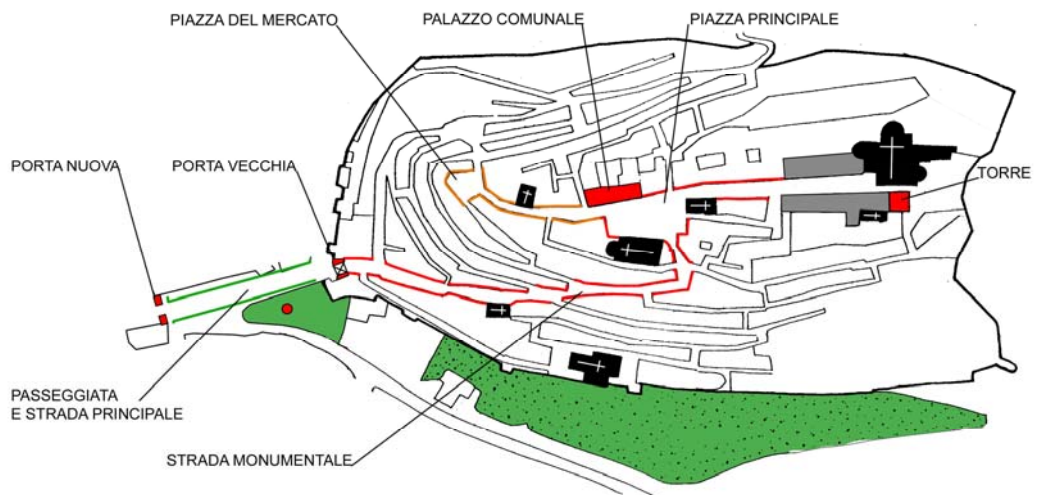 PIAZZA DEL MERCATO
PALAZZO COMUNALE
PIAZZA PRINCIPALE
PORTA NUOVA
PORTA VECCHIA
TORRE
PASSEGGIATA
E STRADA PRINCIPALE
STRADA MONUMENTALE